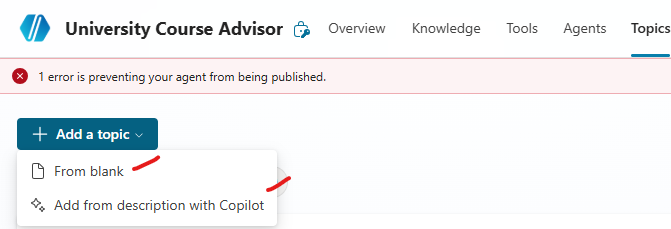 University Course Advisor Overview Knowledge Tools Agents Topics
1 error is preventing your agent from being published.
Add a topic
From blank
Add from description with Copilot